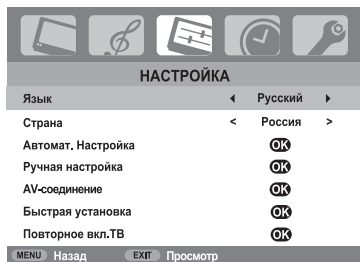 НАСТРОЙКА
Язык Русский
Страна < Россия >
Автомат. Настройка OK
Ручная настройка OK
AV-соединение OK
Быстрая установка OK
Повторное вкл.ТВ OK
MENU Назад EXIT Просмотр